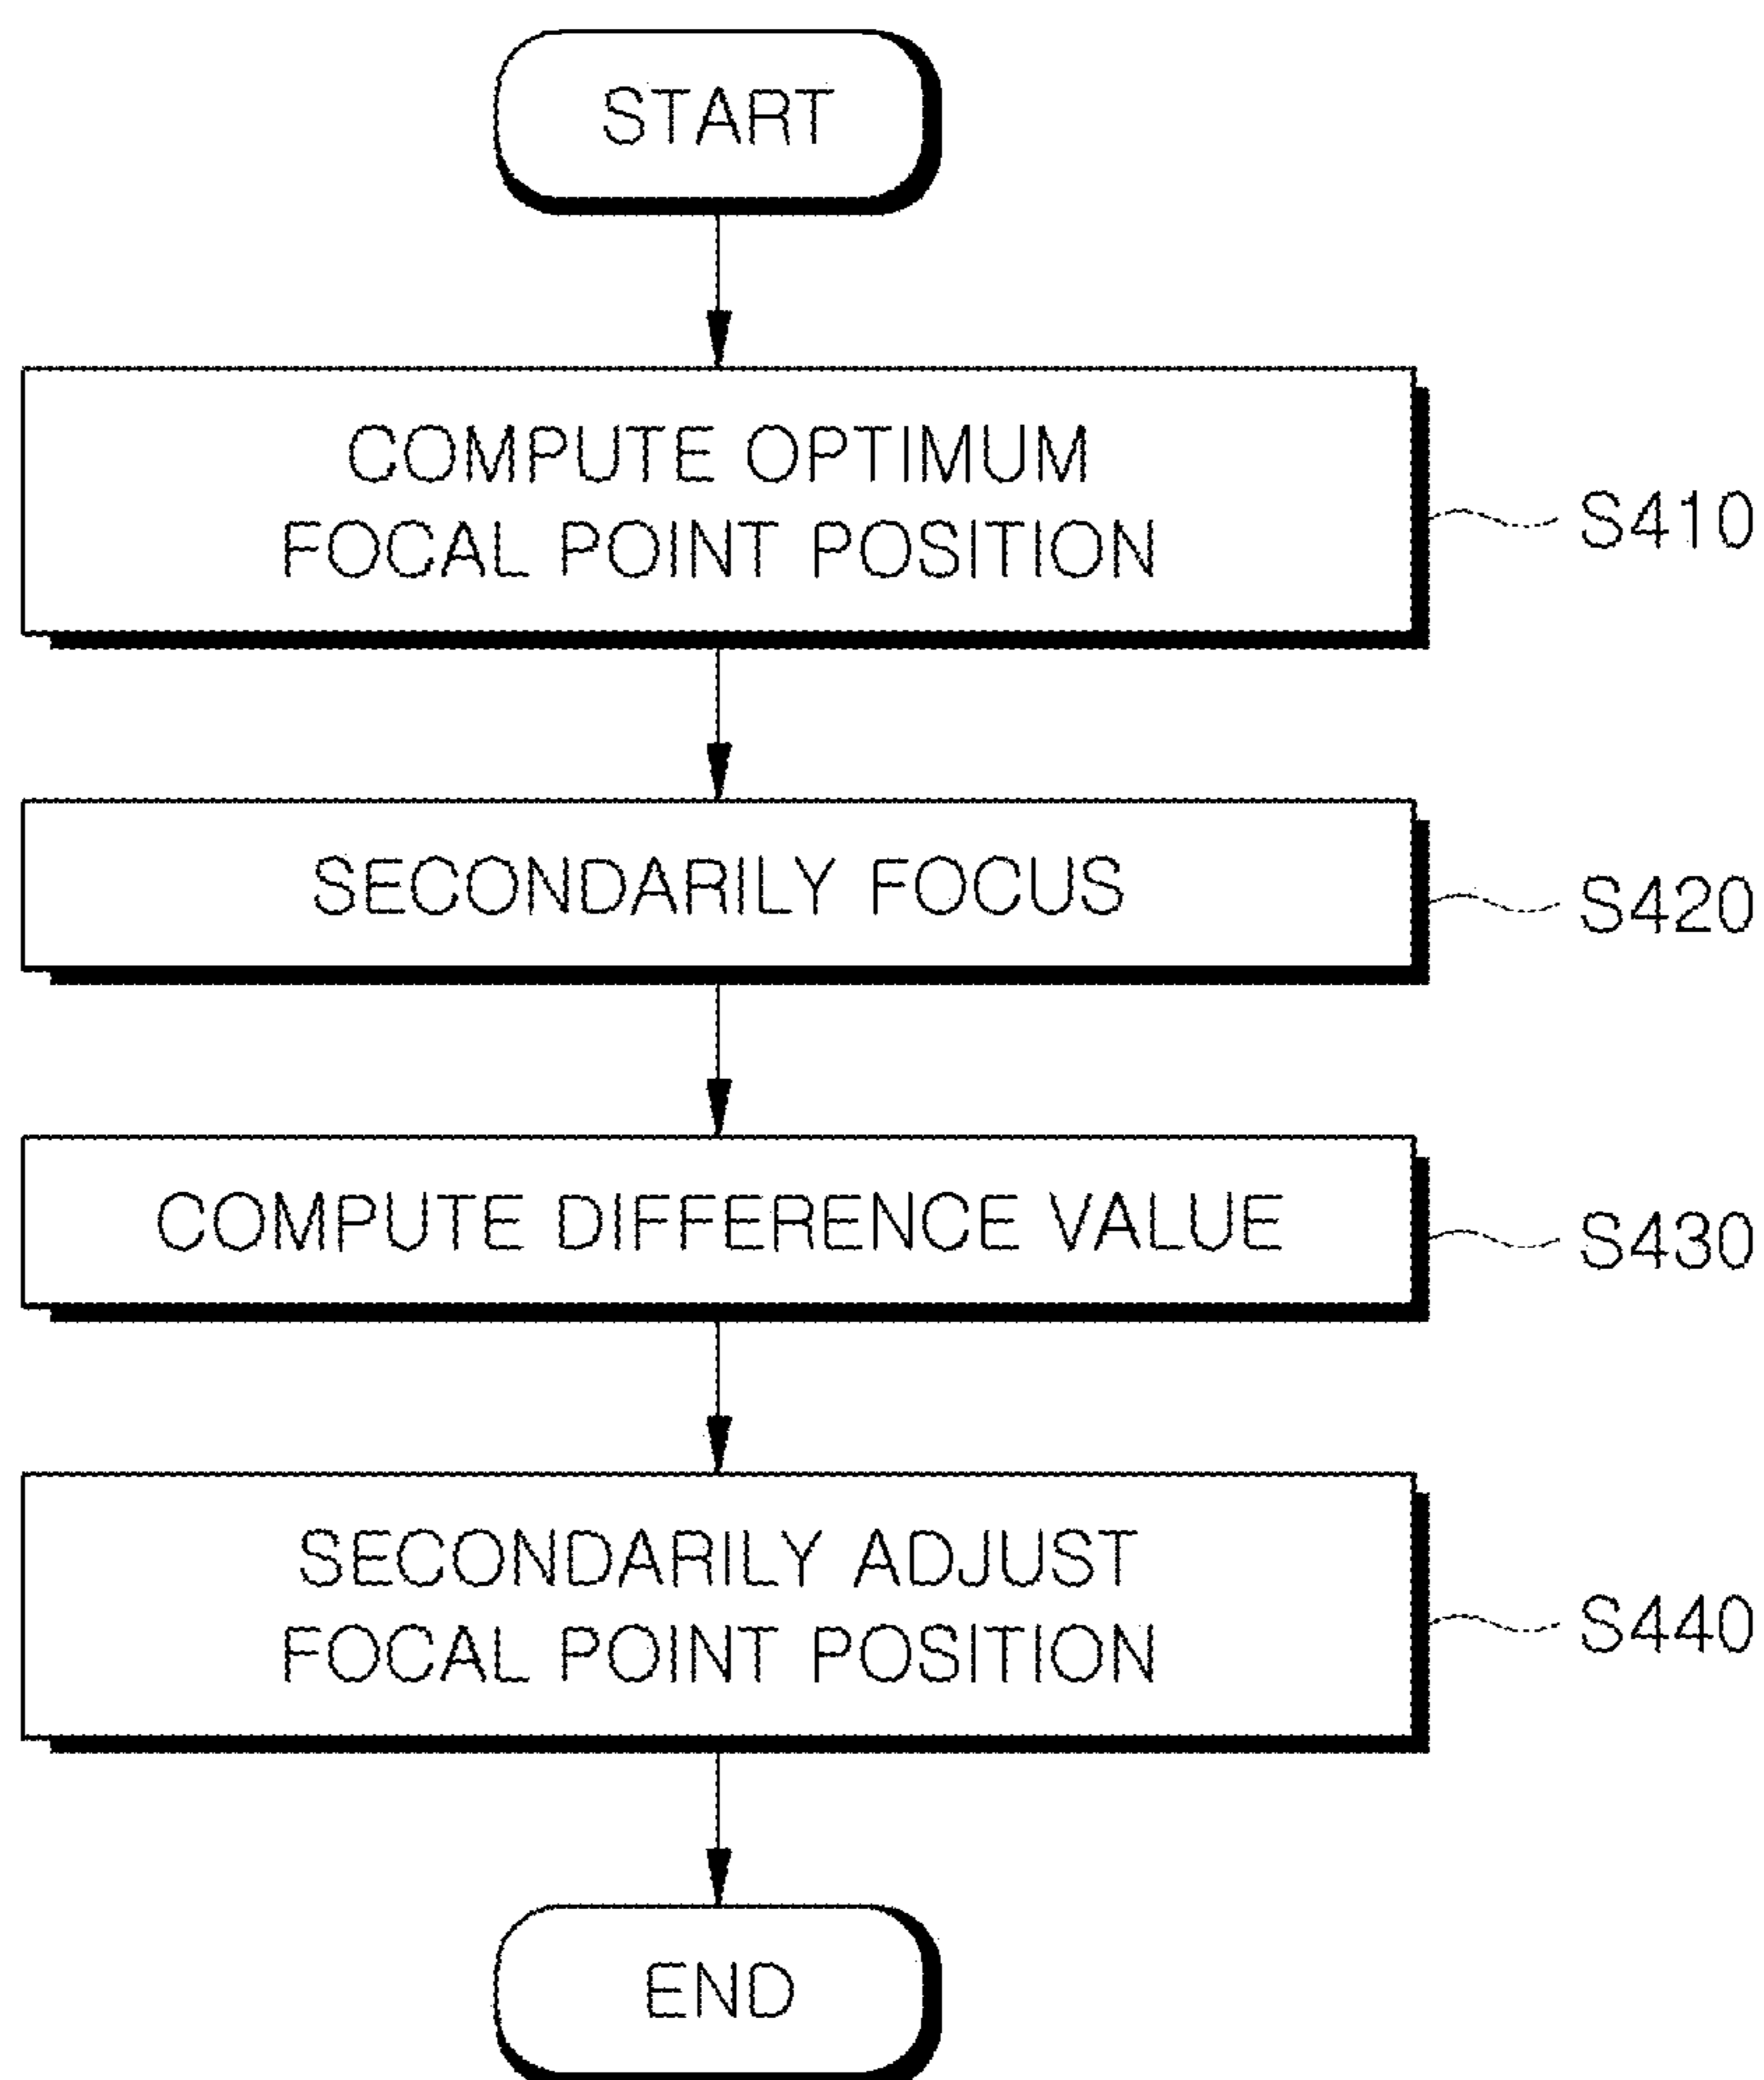 START
COMPUTE OPTIMUM
FOCAL POINT POSITION
S410
SECONDARILY FOCUS
S420
COMPUTE DIFFERENCE VALUE
S430
SECONDARILY ADJUST
FOCAL POINT POSITION
S440
END